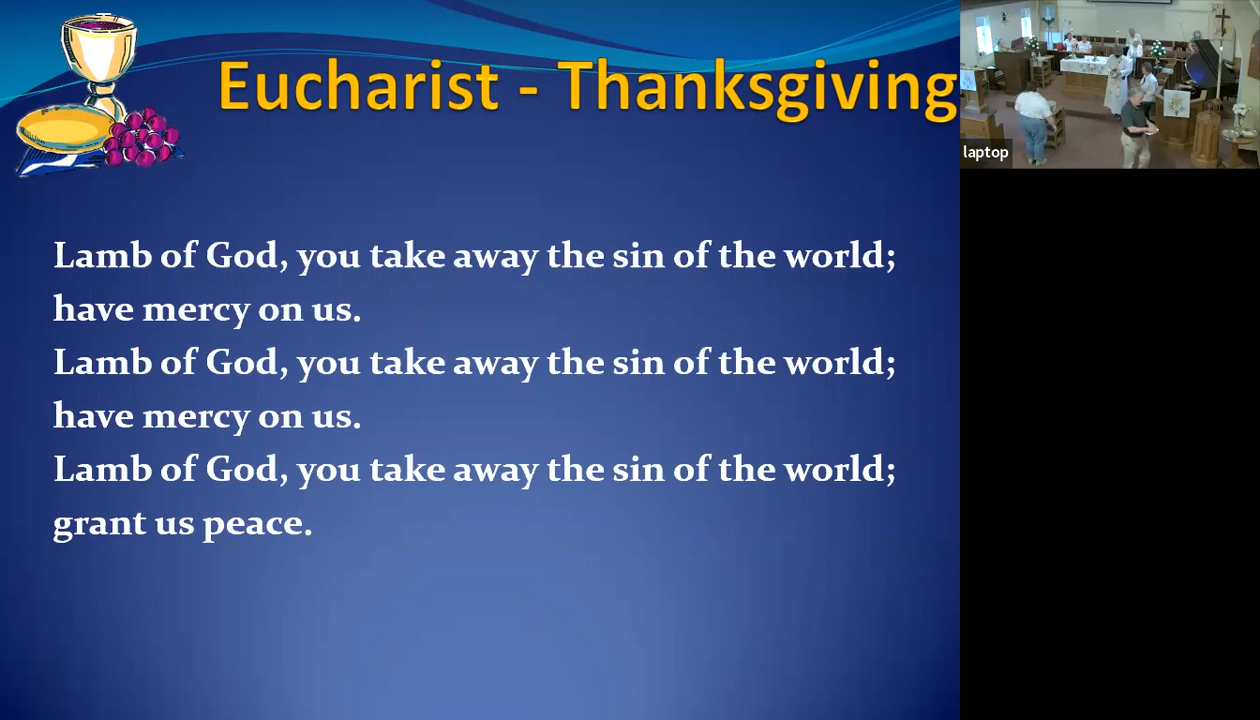 Eucharist - Thanksgiving
laptop
Lamb of God, you take away the sin of the world;
have mercy on us.
Lamb of God, you take away the sin of the world;
have mercy on us.
Lamb of God, you take away the sin of the world;
grant us peace.